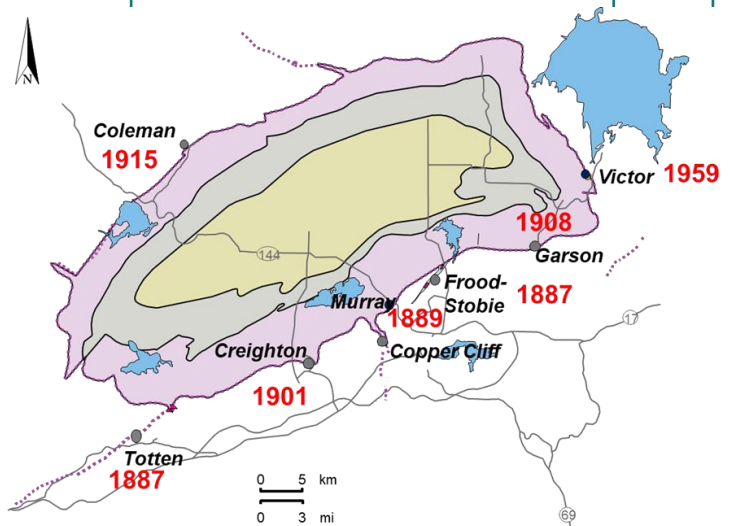 N
Coleman
1915
Victor 1959
1908
Garson
144
Frood-
Stobie
1887
Murray
1889
17
Creighton
Copper Cliff
1901
Totten
1887
0 5 km
0 3 mi
69